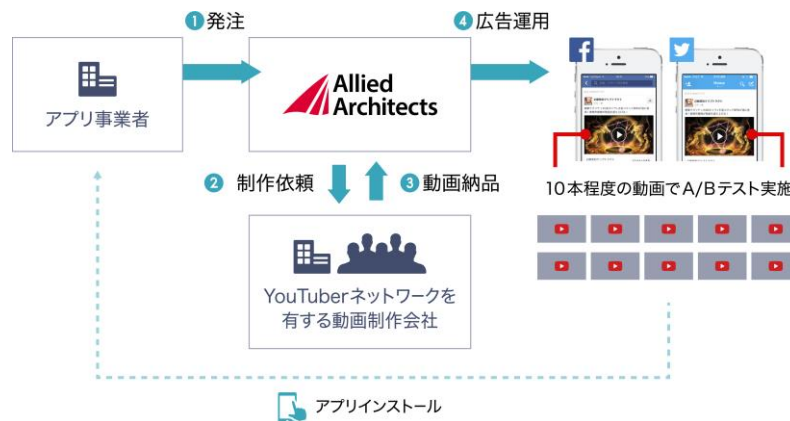 ❶発注
❹広告運用
アプリ事業者
Allied
Architects
❷ 制作依頼
❸動画納品
10本程度の動画でA/Bテスト実施
YouTuberネットワークを
有する動画制作会社
アプリインストール